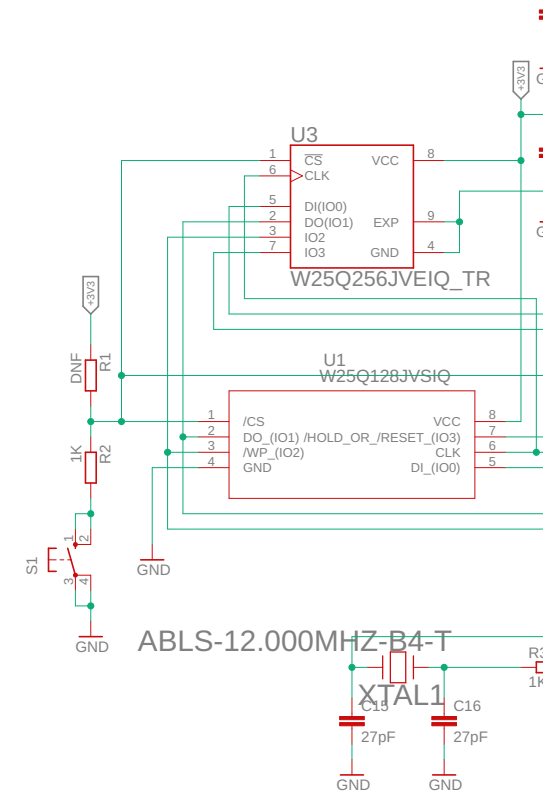 +3V3
G
U3
1 CS VCC 8
6 CLK
5 DI(IO0)
2 DO(IO1) EXP 9
3 IO2
7 IO3 GND 4
G
W25Q256JVEIQ_TR
+3V3
DNF R1
U1
W25Q128JVSIQ
1 /CS VCC 8
2 DO_(IO1) /HOLD_OR_/RESET_(IO3) 7
3 /WP_(IO2) CLK 6
4 GND DI_(IO0) 5
1K R2
S1
1 2
3 4
GND
GND
ABLS-12.000MHZ-B4-T
R3
1K
XTAL1
C15 C16
27pF 27pF
GND GND